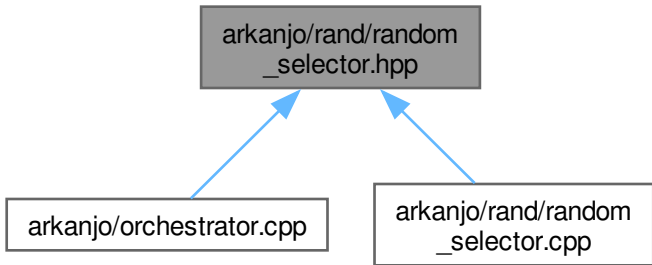 arkanjo/rand/random
_selector.hpp
arkanjo/orchestrator.cpp
arkanjo/rand/random
_selector.cpp